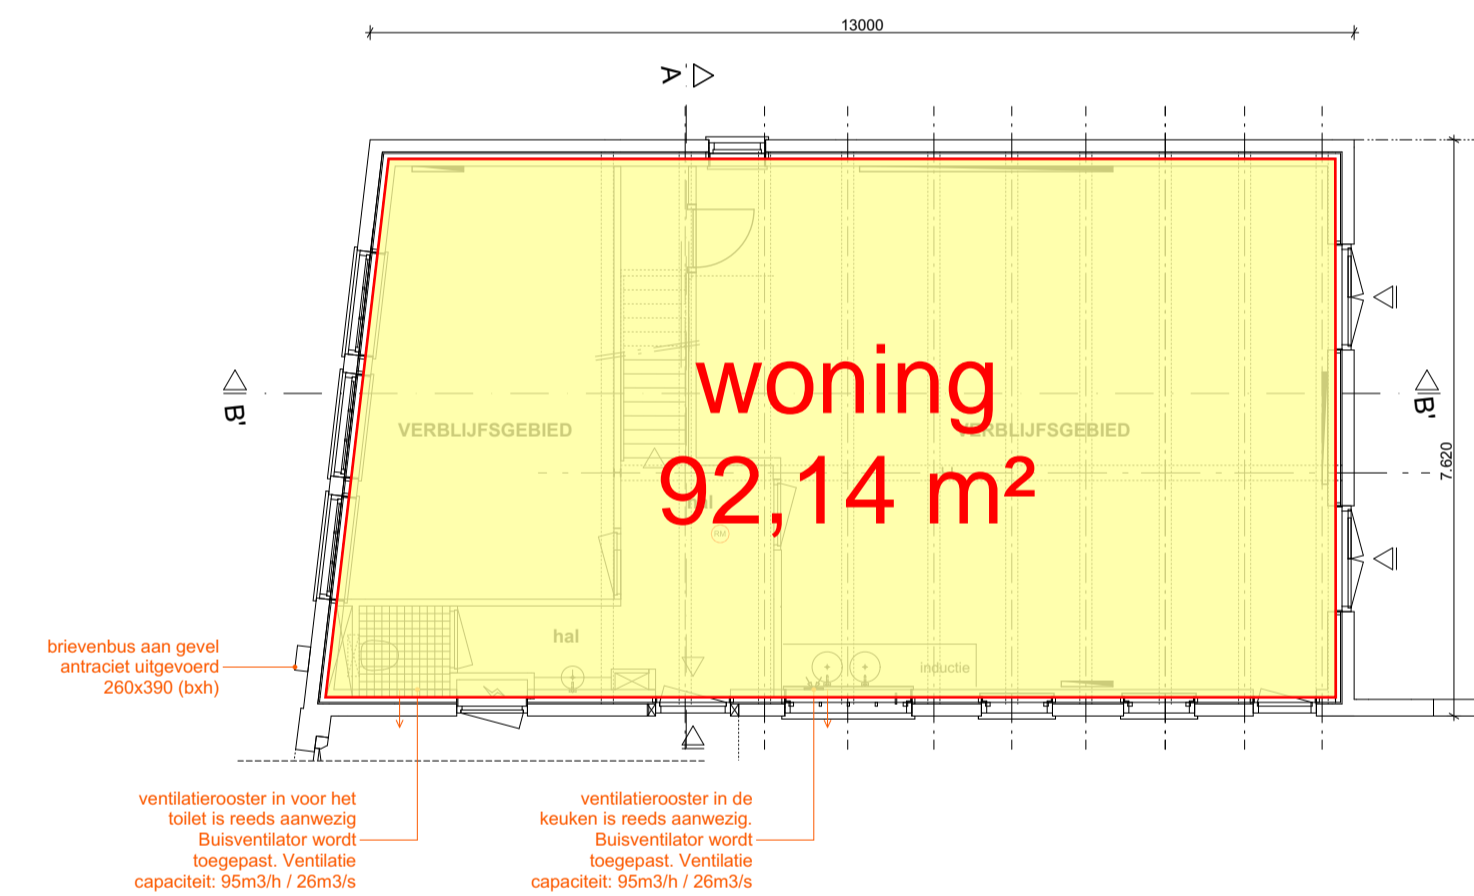 13000
A
B'
VERBLIJFSGEBIED
woning
VERBLIJFSGEBIED
B'
92,14 m²
7.620
hal
RM
hal
inductie
brievenbus aan gevel
antraciet uitgevoerd
260x390 (bxh)
ventilatierooster in voor het
toilet is reeds aanwezig
Buisventilator wordt
toegepast. Ventilatie
capaciteit: 95m3/h / 26m3/s
ventilatierooster in de
keuken is reeds aanwezig.
Buisventilator wordt
toegepast. Ventilatie
capaciteit: 95m3/h / 26m3/s